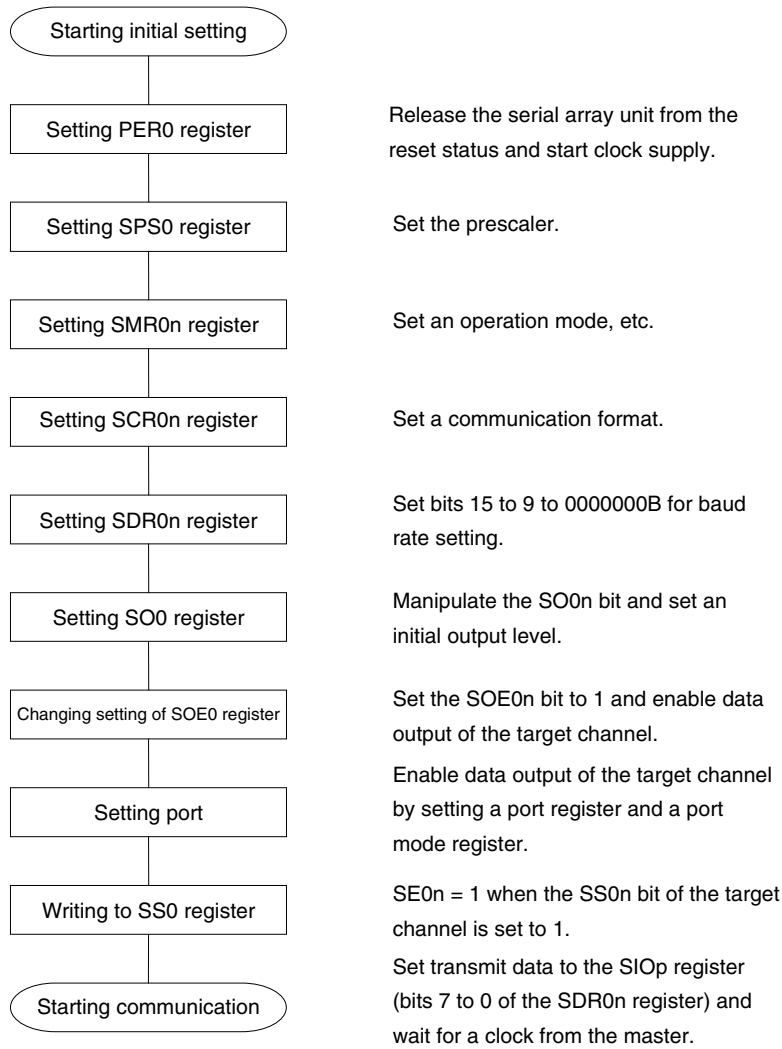 Starting initial setting
Setting PER0 register
Release the serial array unit from the
reset status and start clock supply.
Setting SPS0 register
Set the prescaler.
Setting SMR0n register
Set an operation mode, etc.
Setting SCR0n register
Set a communication format.
Setting SDR0n register
Set bits 15 to 9 to 0000000B for baud
rate setting.
Setting SO0 register
Manipulate the SO0n bit and set an
initial output level.
Changing setting of SOE0 register
Set the SOE0n bit to 1 and enable data
output of the target channel.
Setting port
Enable data output of the target channel
by setting a port register and a port
mode register.
Writing to SS0 register
SE0n = 1 when the SS0n bit of the target
channel is set to 1.
Starting communication
Set transmit data to the SIOp register
(bits 7 to 0 of the SDR0n register) and
wait for a clock from the master.